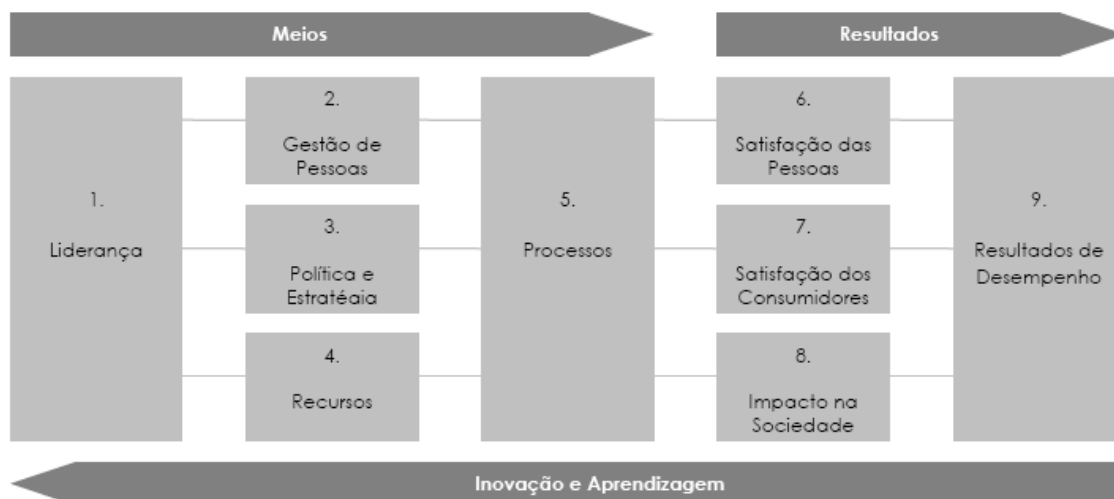 Meios
Resultados
1.
Liderança
2.
Gestão de
Pessoas
3.
Política e
Estratéaia
4.
Recursos
5.
Processos
6.
Satisfação das
Pessoas
7.
Satisfação dos
Consumidores
8.
Impacto na
Sociedade
9.
Resultados de
Desempenho
Inovação e Aprendizagem